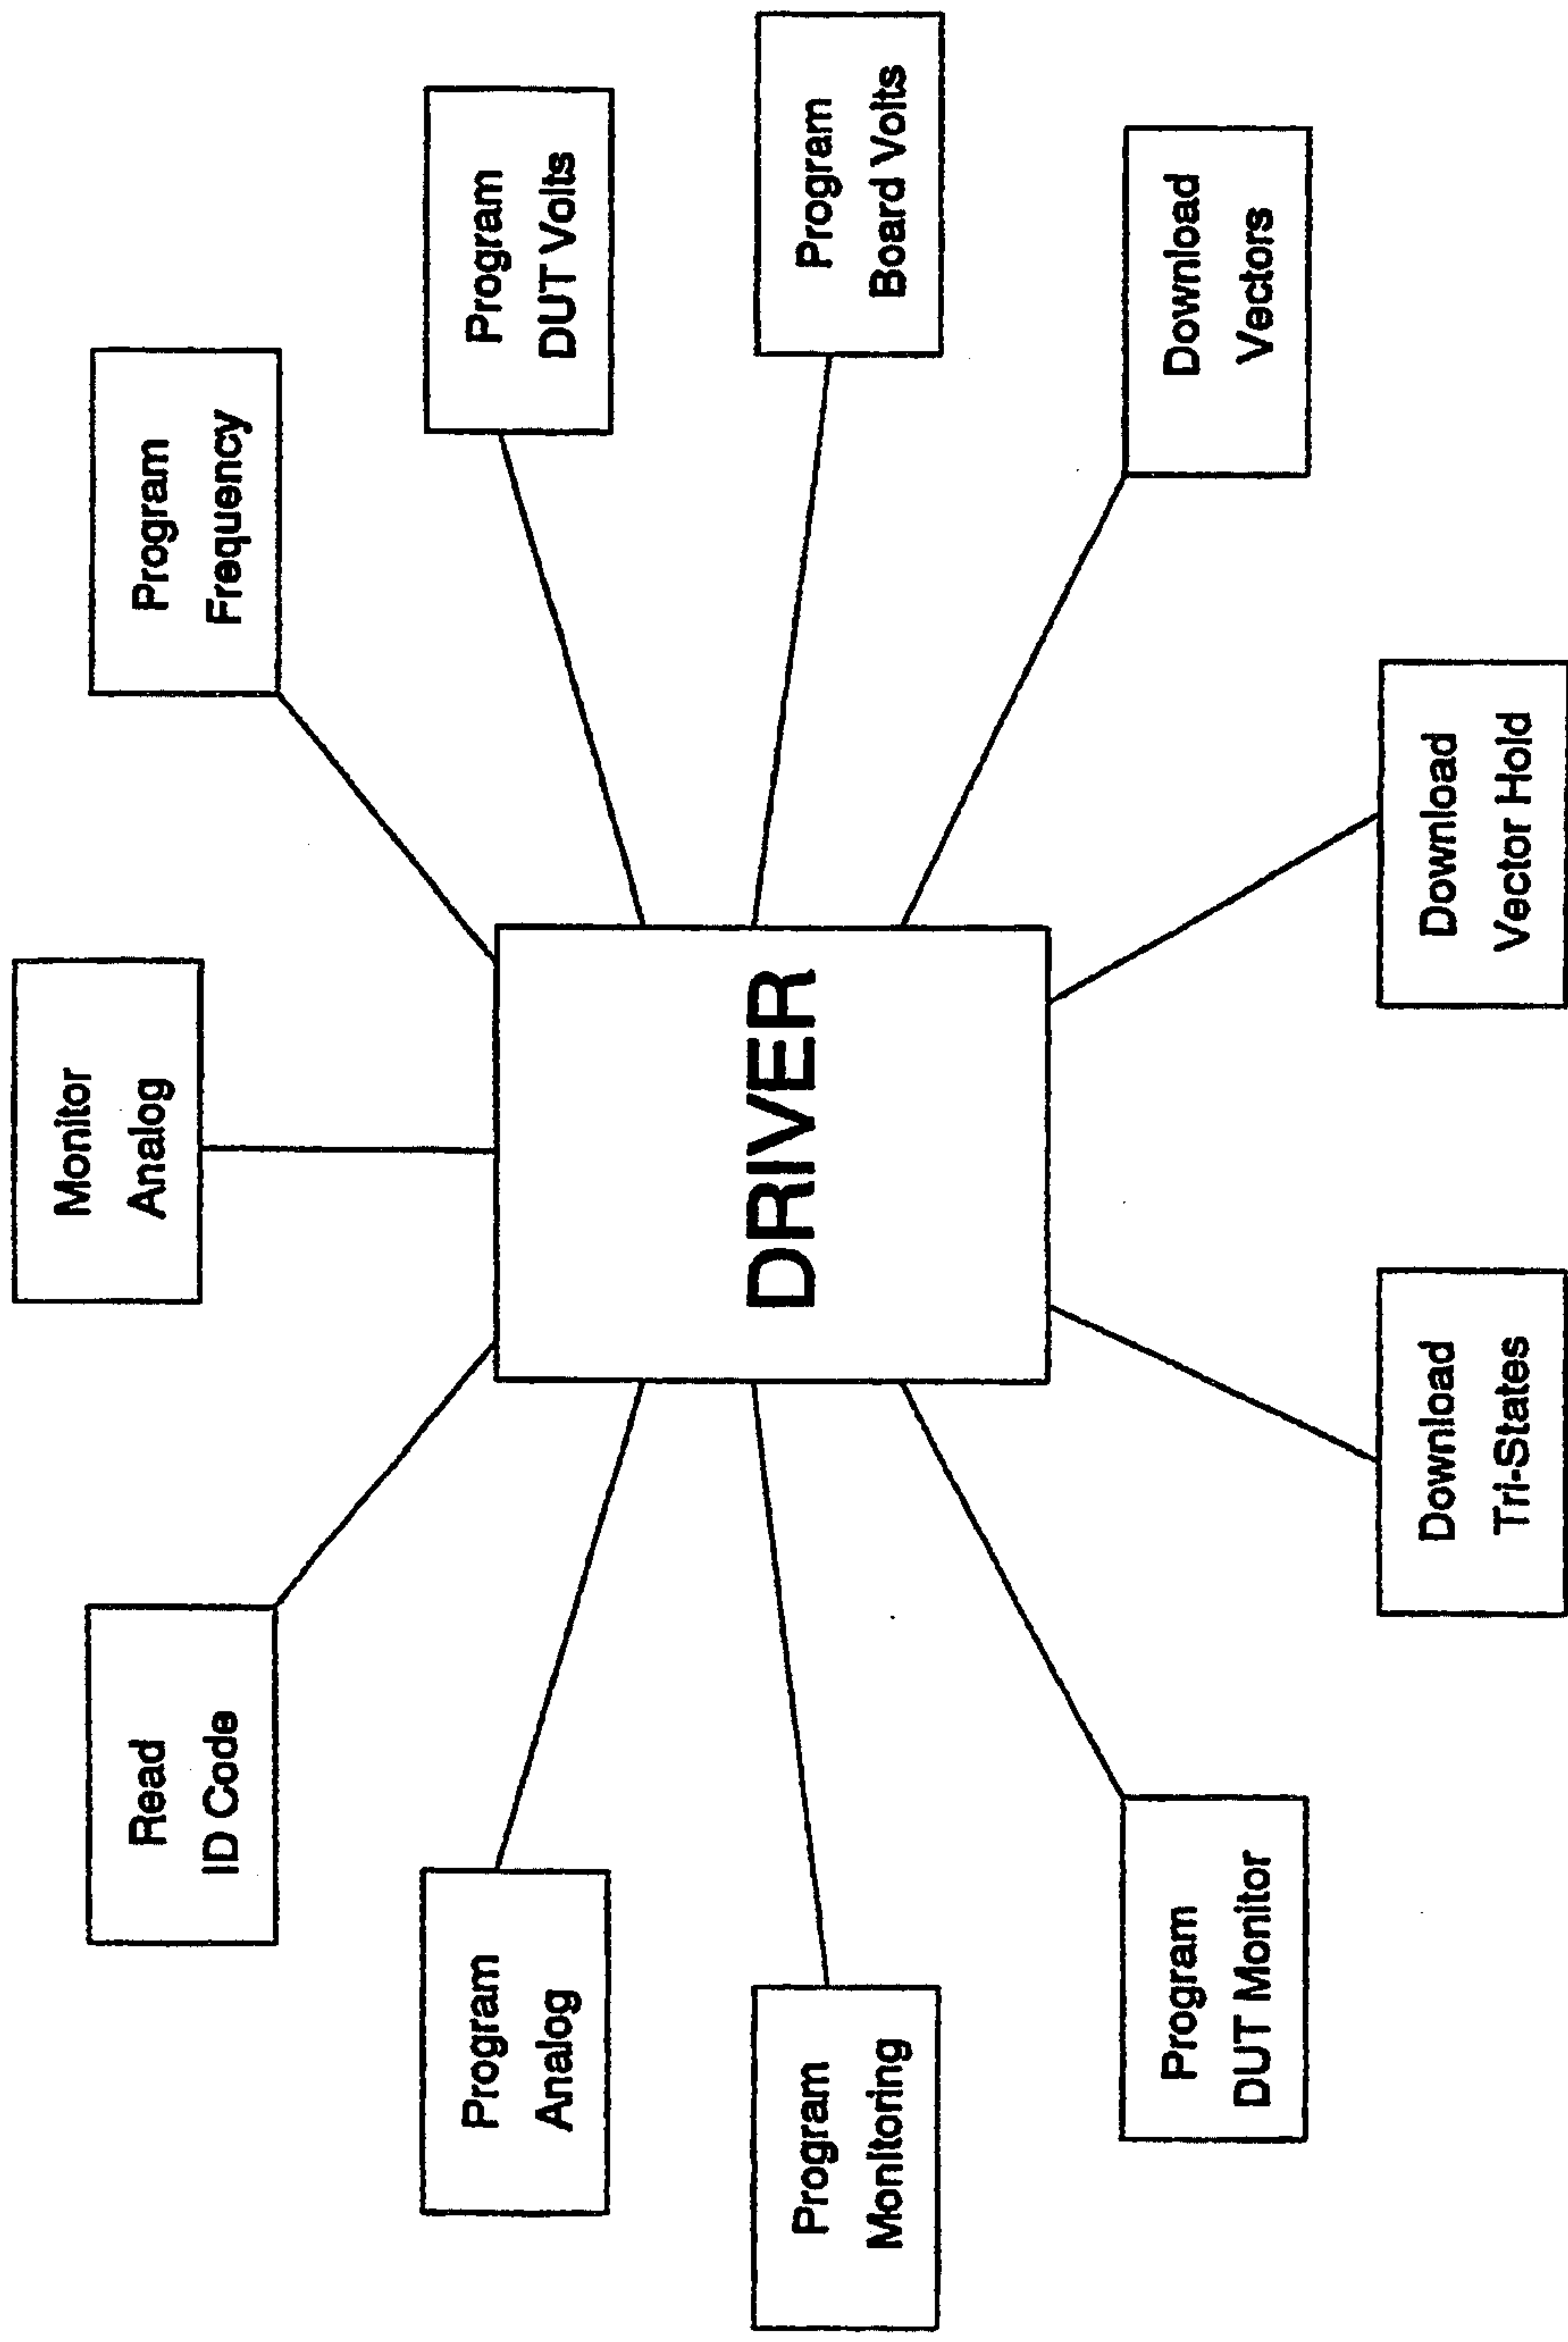 Monitor
Analog
Read
ID Code
Program
Frequency
Program
Analog
Program
DUT Volts
DRIVER
Program
Monitoring
Program
Board Volts
Program
DUT Monitor
Download
Vectors
Download
Tri-States
Download
Vector Hold